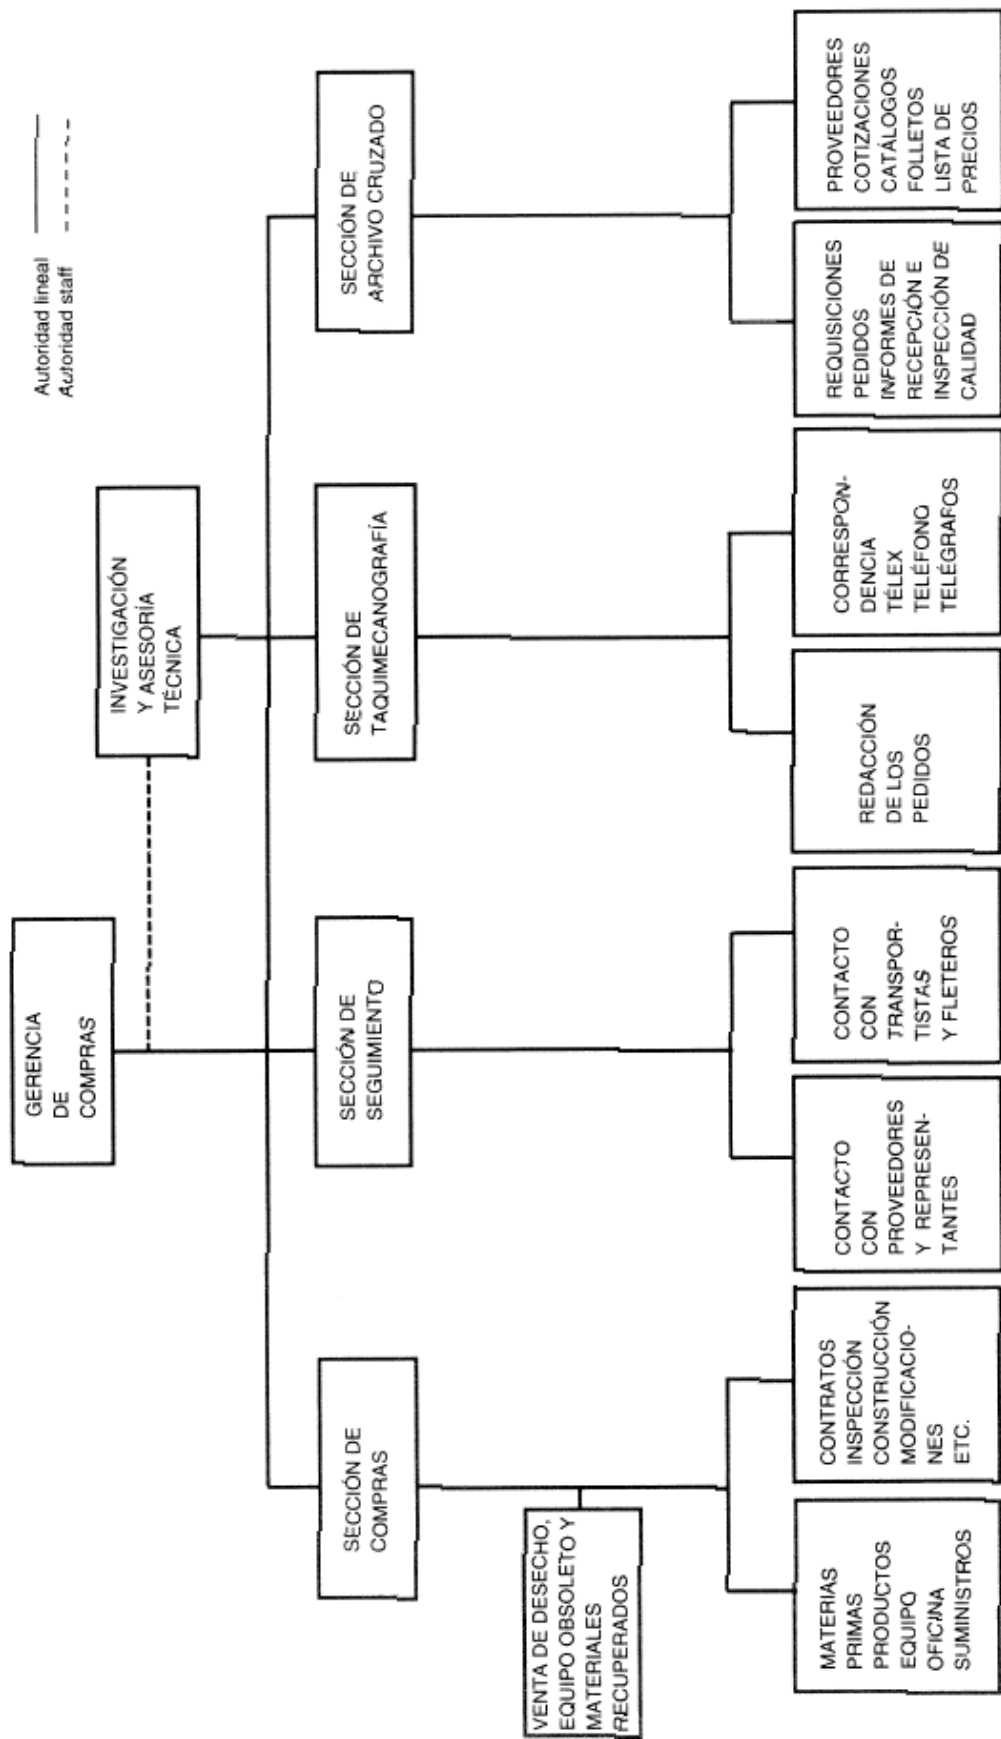 Autoridad lineal
Autoridad staff
GERENCIA
DE
COMPRAS
INVESTIGACIÓN
Y ASESORÍA
TÉCNICA
SECCIÓN DE
COMPRAS
SECCIÓN DE
SEGUIMIENTO
SECCIÓN DE
TAQUIMECANOGRAFÍA
SECCIÓN DE
ARCHIVO CRUZADO
VENTA DE DESECHO,
EQUIPO OBSOLETO Y
MATERIALES
RECUPERADOS
MATERIAS
PRIMAS
PRODUCTOS
EQUIPO
OFICINA
SUMINISTROS
CONTRATOS
INSPECCIÓN
CONSTRUCCIÓN
MODIFICACIO-
NES
ETC.
CONTACTO
CON
PROVEEDORES
Y REPRESEN-
TANTES
CONTACTO
CON
TRANSPOR-
TISTAS
Y FLETEROS
REDACCIÓN
DE LOS
PEDIDOS
CORRESPON-
DENCIA
TÉLEX
TELÉFONO
TELÉGRAFOS
REQUISICIONES
PEDIDOS
INFORMES DE
RECEPCIÓN E
INSPECCIÓN DE
CALIDAD
PROVEEDORES
COTIZACIONES
CATÁLOGOS
FOLLETOS
LISTA DE
PRECIOS